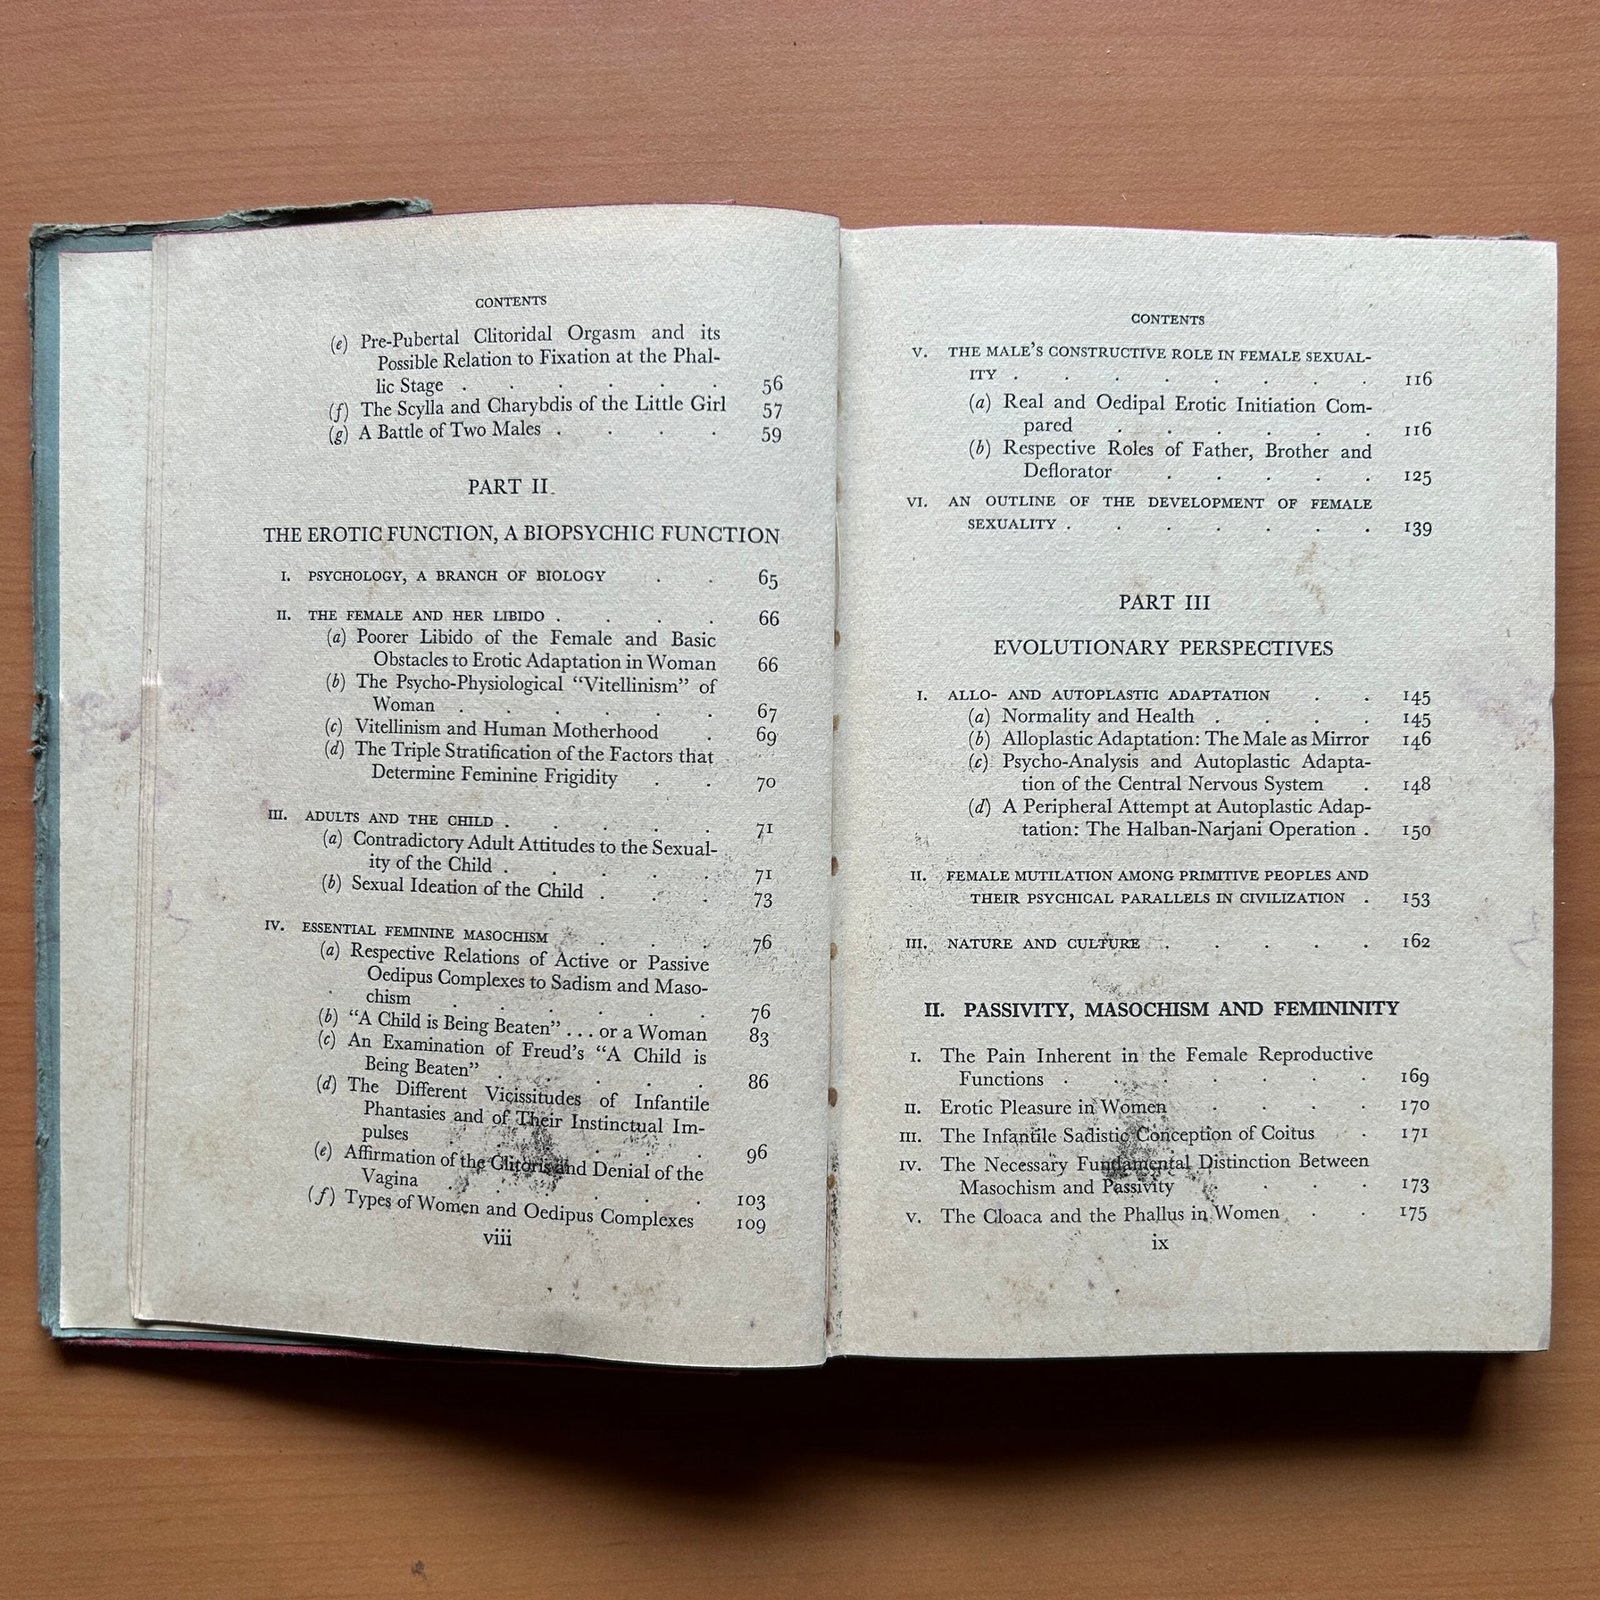 CONTENTS
(e) Pre-Pubertal Clitoridal Orgasm and its
Possible Relation to Fixation at the Phal-
lic Stage . . . . . . 56
(f) The Scylla and Charybdis of the Little Girl 57
(g) A Battle of Two Males . . . . 59
PART II
THE EROTIC FUNCTION, A BIOPSYCHIC FUNCTION
I. PSYCHOLOGY, A BRANCH OF BIOLOGY . . 65
II. THE FEMALE AND HER LIBIDO . . . . 66
(a) Poorer Libido of the Female and Basic
Obstacles to Erotic Adaptation in Woman 66
(b) The Psycho-Physiological "Vitellinism" of
Woman . . . . . . 67
(c) Vitellinism and Human Motherhood . 69
(d) The Triple Stratification of the Factors that
Determine Feminine Frigidity . . 70
III. ADULTS AND THE CHILD . . . . . 71
(a) Contradictory Adult Attitudes to the Sexual-
ity of the Child . . . . . 71
(b) Sexual Ideation of the Child . . . 73
IV. ESSENTIAL FEMININE MASOCHISM . . . 76
(a) Respective Relations of Active or Passive
Oedipus Complexes to Sadism and Maso-
chism . . . . . . 76
(b) "A Child is Being Beaten" . . . or a Woman 83
(c) An Examination of Freud's "A Child is
Being Beaten" . . . . . 86
(d) The Different Vicissitudes of Infantile
Phantasies and of Their Instinctual Im-
pulses . . . . . . 96
(e) Affirmation of the Clitoris and Denial of the
Vagina . . . . . . 103
(f) Types of Women and Oedipus Complexes 109
viii
CONTENTS
V. THE MALE'S CONSTRUCTIVE ROLE IN FEMALE SEXUAL-
ITY . . . . . . . . 116
(a) Real and Oedipal Erotic Initiation Com-
pared . . . . . . 116
(b) Respective Roles of Father, Brother and
Deflorator . . . . . 125
VI. AN OUTLINE OF THE DEVELOPMENT OF FEMALE
SEXUALITY . . . . . . . 139
PART III
EVOLUTIONARY PERSPECTIVES
I. ALLO- AND AUTOPLASTIC ADAPTATION . . 145
(a) Normality and Health . . . . 145
(b) Alloplastic Adaptation: The Male as Mirror 146
(c) Psycho-Analysis and Autoplastic Adapta-
tion of the Central Nervous System . 148
(d) A Peripheral Attempt at Autoplastic Adap-
tation: The Halban-Narjani Operation . 150
II. FEMALE MUTILATION AMONG PRIMITIVE PEOPLES AND
THEIR PSYCHICAL PARALLELS IN CIVILIZATION . 153
III. NATURE AND CULTURE . . . . . 162
II. PASSIVITY, MASOCHISM AND FEMININITY
I. The Pain Inherent in the Female Reproductive
Functions . . . . . . . 169
II. Erotic Pleasure in Women . . . . 170
III. The Infantile Sadistic Conception of Coitus . 171
IV. The Necessary Fundamental Distinction Between
Masochism and Passivity . . . . 173
V. The Cloaca and the Phallus in Women . . 175
ix